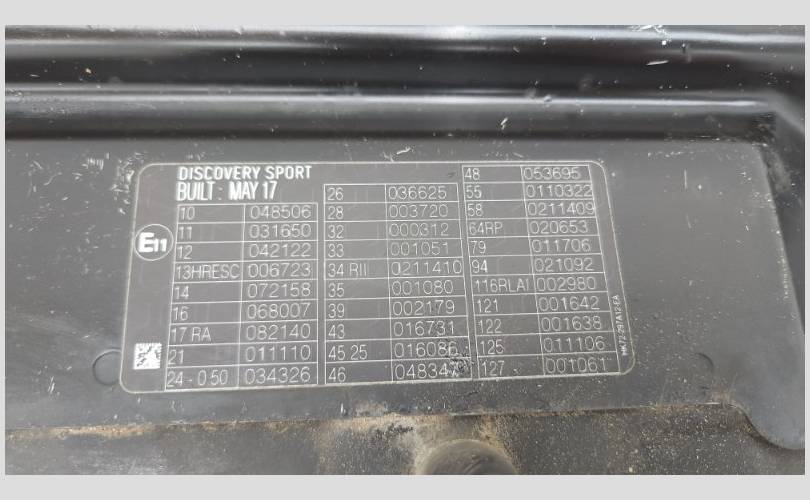 DISCOVERY SPORT
BUILT : MAY 17
E11
10 048506
11 031650
12 042122
13HRESC 006723
14 072158
16 068007
17 RA 082140
21 011110
24 - 0.50 034326
26 036625
28 003720
32 000312
33 001051
34 RII 0211410
35 001080
39 002179
43 016731
45 25 016086
46 048347
48 053695
55 0110322
58 0211409
64RP 020653
79 011706
94 021092
116RLAI 002980
121 001642
122 001638
125 011106
127 001061